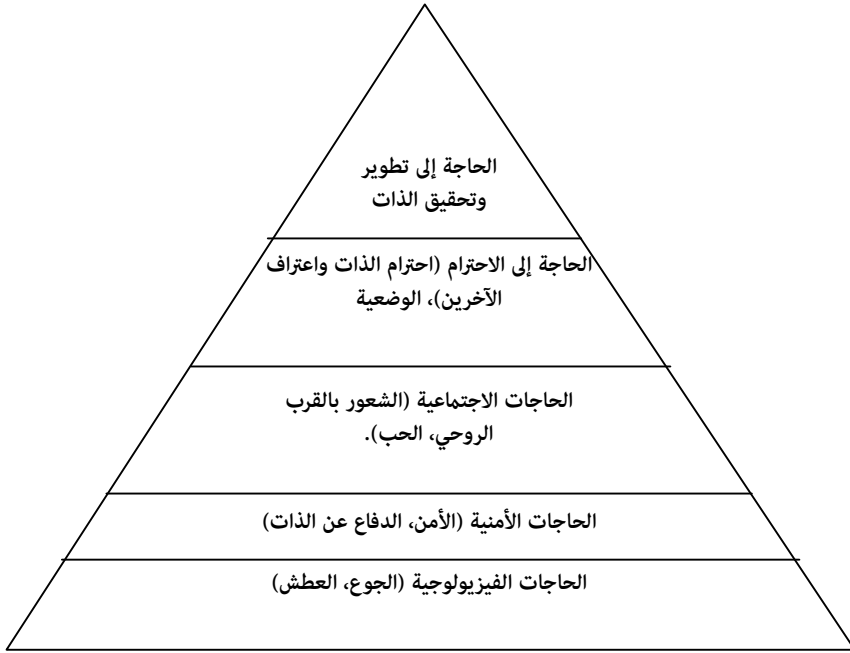 الحاجة إلى تطوير
وتحقيق الذات
الحاجة إلى الاحترام (احترام الذات واعتراف
الآخرين)، الوضعية
الحاجات الاجتماعية (الشعور بالقرب
الروحي، الحب).
الحاجات الأمنية (الأمن، الدفاع عن الذات)
الحاجات الفيزيولوجية (الجوع، العطش)